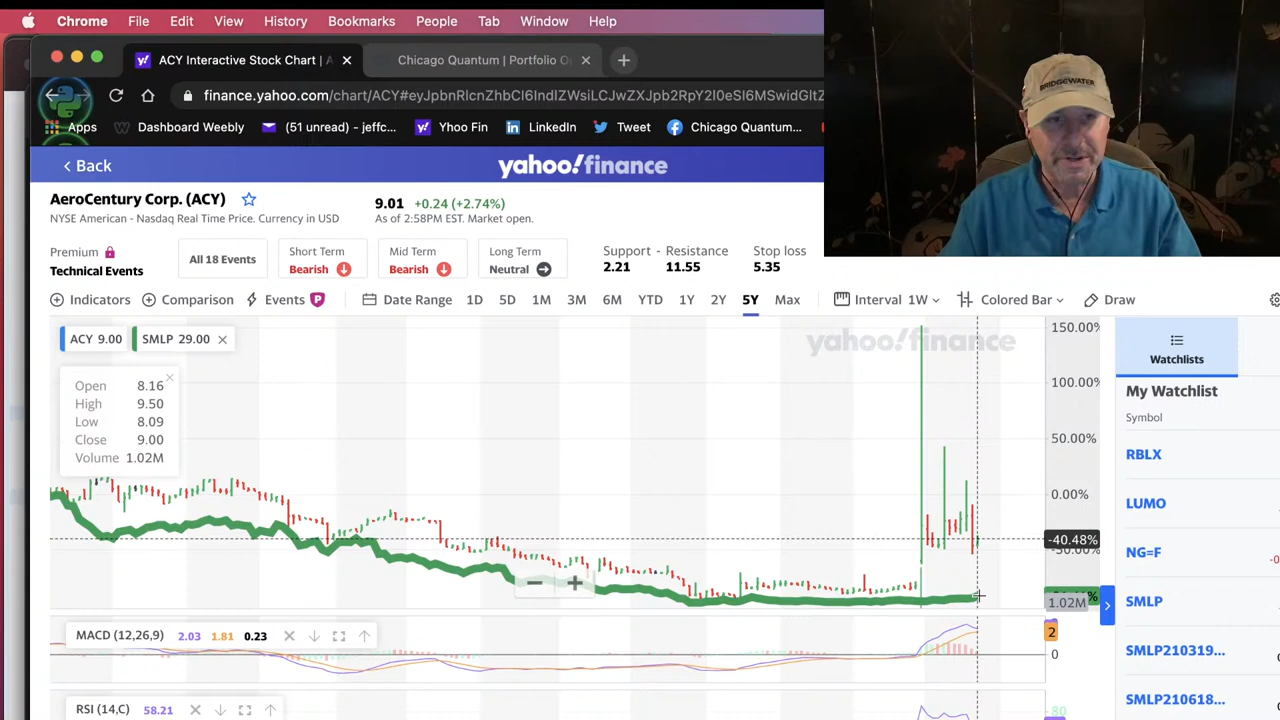 Chrome File Edit View History Bookmarks People Tab Window Help
ACY Interactive Stock Chart | A
Chicago Quantum | Portfolio O
finance.yahoo.com/chart/ACY#eyJpbnRlcnZhbCI6IndIZWsiLCJwZXJpb2RpY2l0eSI6MSwidGltZ
Apps Dashboard Weekly (51 unread) - jeffc... Yhoo Fin LinkedIn Tweet Chicago Quantum...
Back
yahoo!finance
AeroCentury Corp. (ACY)
NYSE American - Nasdaq Real Time Price. Currency in USD
9.01 +0.24 (+2.74%)
As of 2:58PM EST. Market open.
BRIDGEWATER
Premium
Technical Events
All 18 Events
Short Term
Bearish
Mid Term
Bearish
Long Term
Neutral
Support - Resistance
2.21 11.55
Stop loss
5.35
Indicators Comparison Events P Date Range 1D 5D 1M 3M 6M YTD 1Y 2Y 5Y Max Interval 1W Colored Bar Draw
ACY 9.00 SMLP 29.00
yahoo!finance
Open 8.16
High 9.50
Low 8.09
Close 9.00
Volume 1.02M
150.00%
100.00%
50.00%
0.00%
-40.48%
-50.00%
1.02M
MACD (12,26,9) 2.03 1.81 0.23
2
0
RSI (14,C) 58.21
80
Watchlists
My Watchlist
Symbol
RBLX
LUMO
NG=F
SMLP
SMLP210319...
SMLP210618...